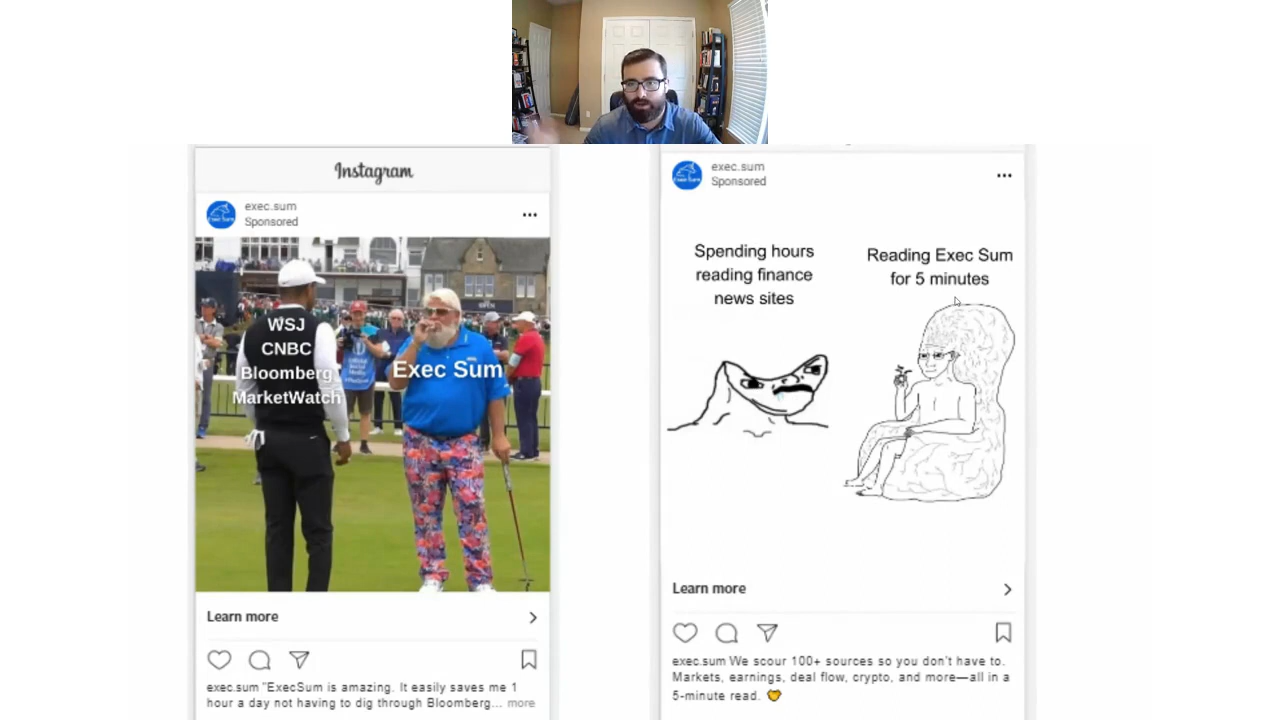 Instagram
exec.sum
Sponsored
WSJ
CNBC
Bloomberg
MarketWatch
Exec Sum
Learn more
exec.sum "ExecSum is amazing. It easily saves me 1
hour a day not having to dig through Bloomberg... more
exec.sum
Sponsored
Spending hours
reading finance
news sites
Reading Exec Sum
for 5 minutes
Learn more
exec.sum We scour 100+ sources so you don't have to.
Markets, earnings, deal flow, crypto, and more—all in a
5-minute read.